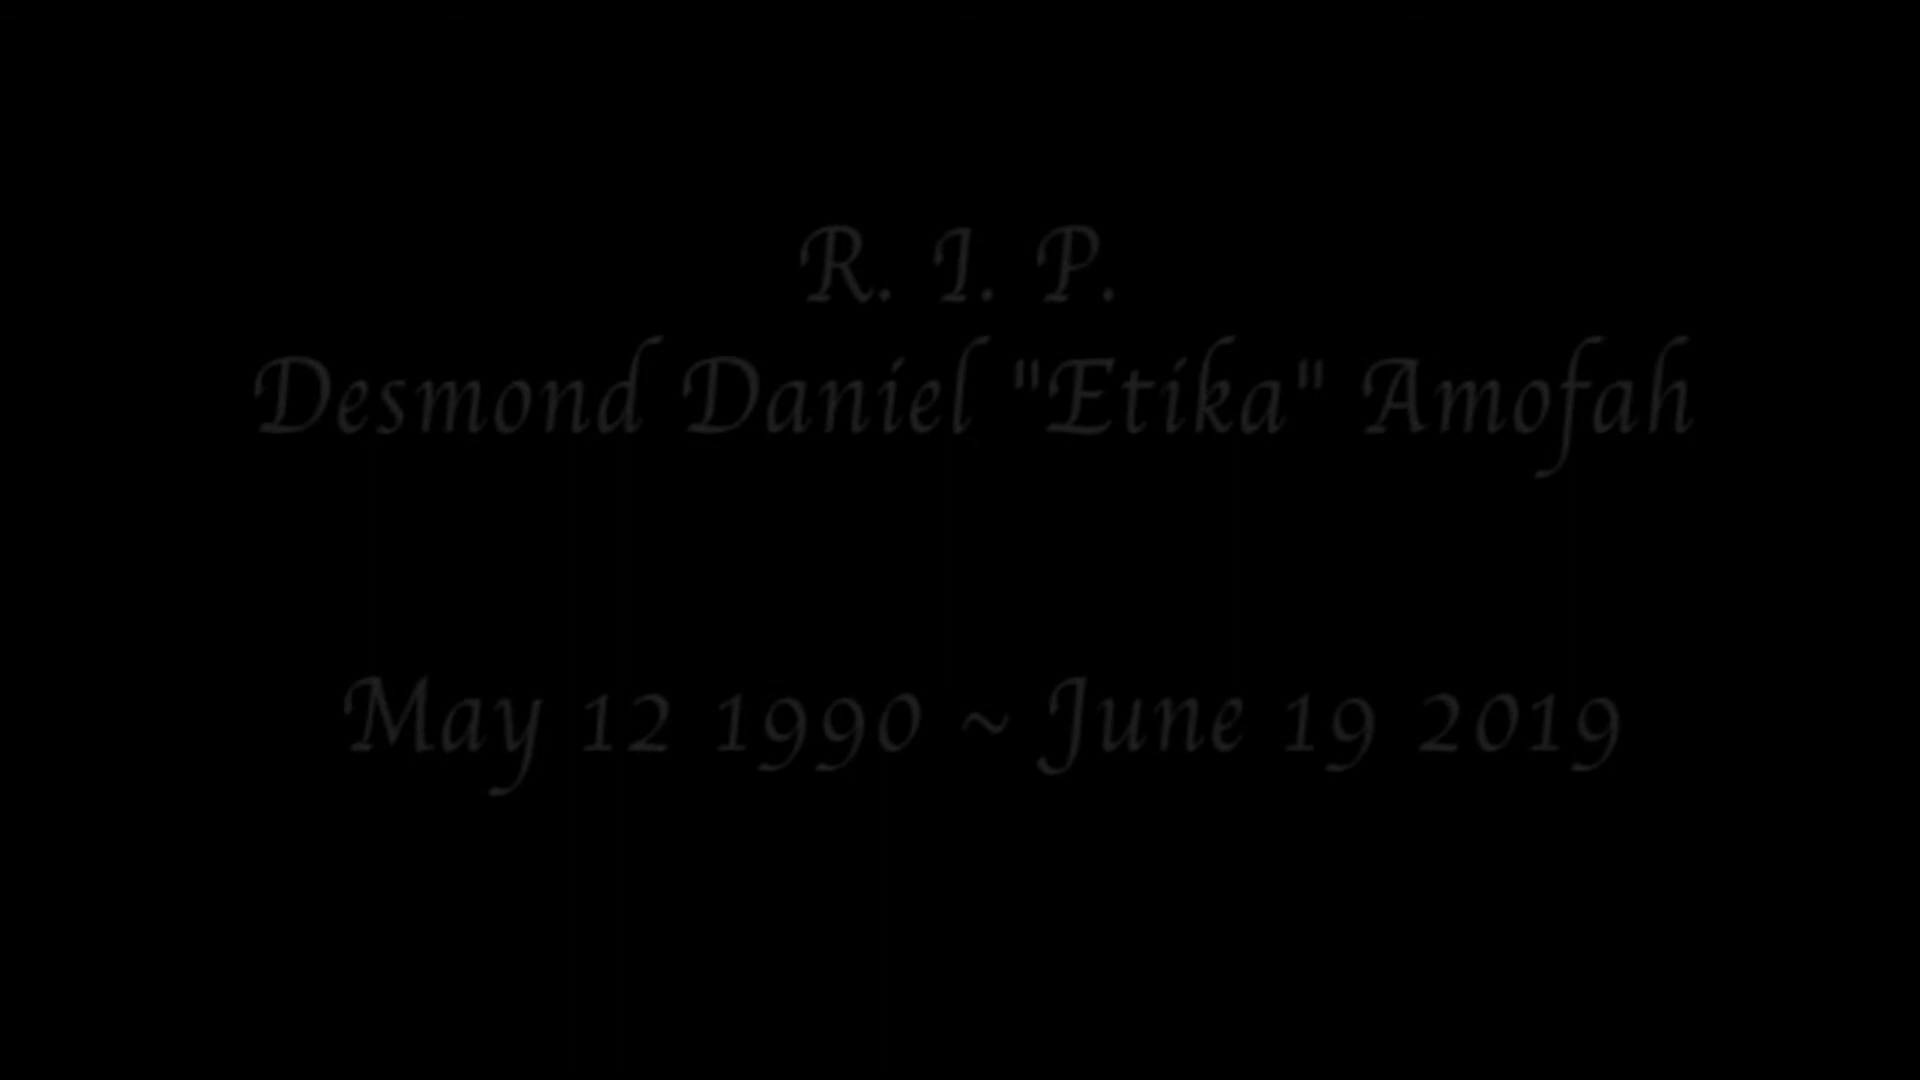 R. I. P.
Desmond Daniel "Etika" Amofah
May 12 1990 ~ June 19 2019